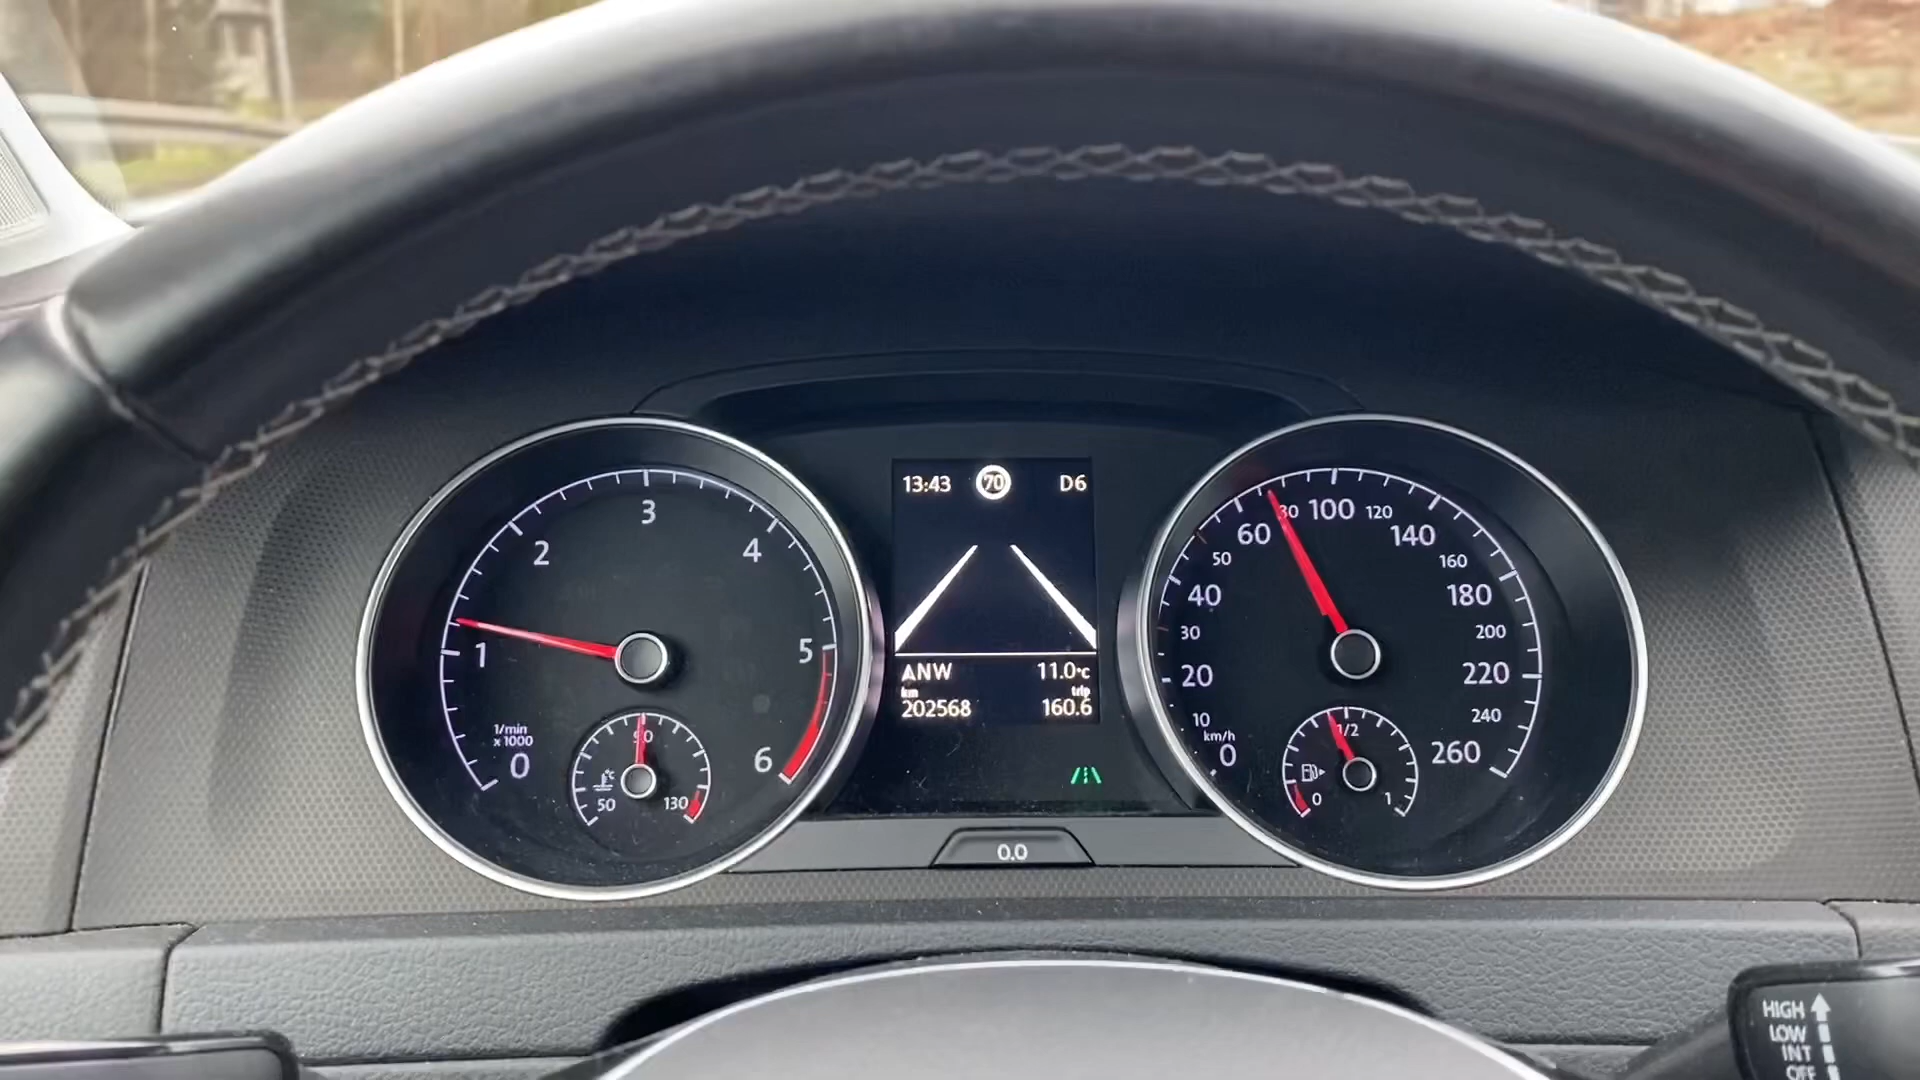 13:43 70 D6
ANW 11.0°C
km trip
202568 160.6
0.0
0 1 2 3 4 5 6
1/min
x 1000
50 90 130
°C
0 10 20 30 40 50 60 80 100 120 140 160 180 200 220 240 260
km/h
0 1/2 1
HIGH
LOW
INT
OFF